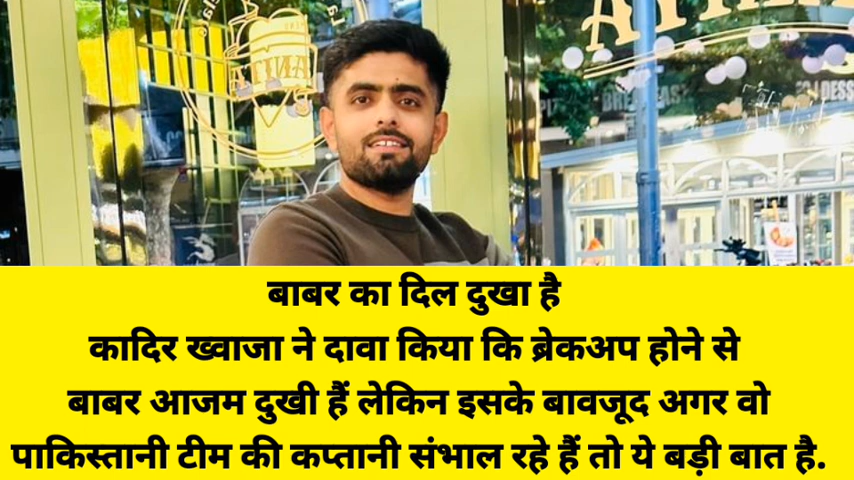 बाबर का दिल दुखा है
कादिर ख्वाजा ने दावा किया कि ब्रेकअप होने से
बाबर आजम दुखी हैं लेकिन इसके बावजूद अगर वो
पाकिस्तानी टीम की कप्तानी संभाल रहे हैं तो ये बड़ी बात है.